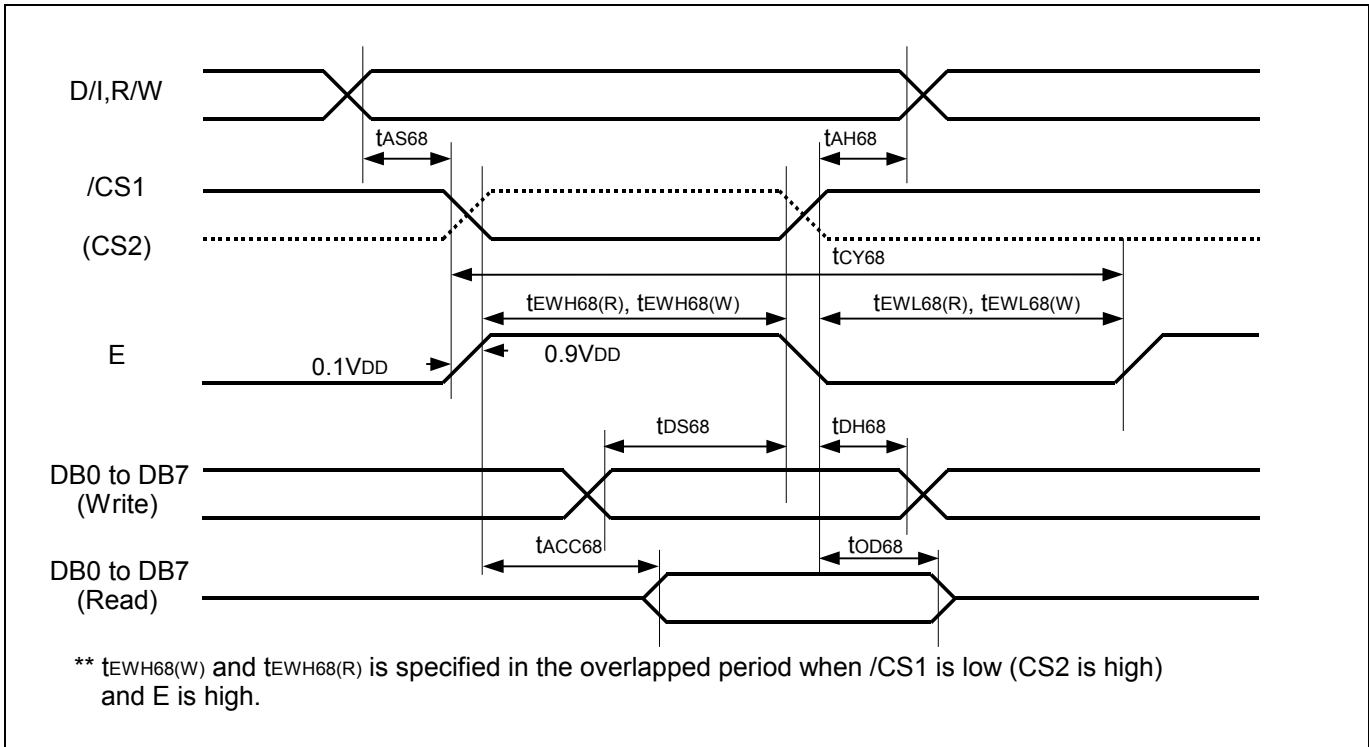 D/I,R/W
tAS68
tAH68
/CS1
(CS2)
tCY68
tEWH68(R), tEWH68(W)
tEWL68(R), tEWL68(W)
E
0.1VDD
0.9VDD
tDS68
tDH68
DB0 to DB7
(Write)
tACC68
tOD68
DB0 to DB7
(Read)
** tEWH68(W) and tEWH68(R) is specified in the overlapped period when /CS1 is low (CS2 is high)
and E is high.